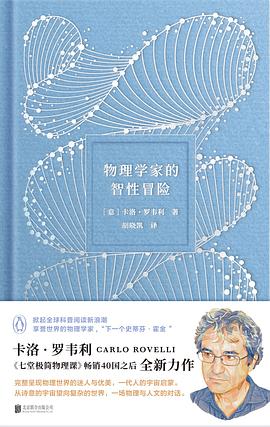 物理学家的
智性冒险
[意] 卡洛·罗韦利 著
胡晓凯 译
掀起全球科普阅读新浪潮
享誉世界的物理学家，“下一个史蒂芬·霍金”
卡洛·罗韦利 CARLO ROVELLI
《七堂极简物理课》畅销40国之后 全新力作
完整呈现物理世界的迷人与优美，一代人的宇宙启蒙。
从诗意的宇宙望向复杂的世界，一场物理与人文的对话。
北京联合出版公司